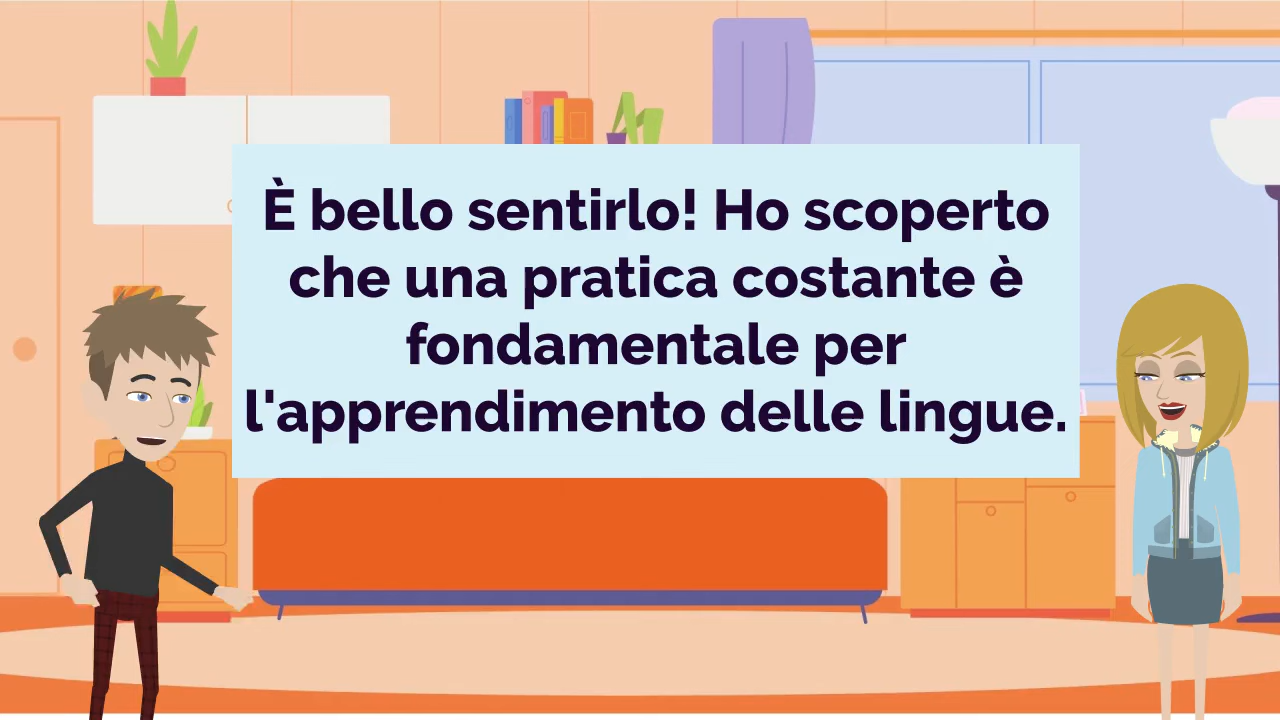 È bello sentirlo! Ho scoperto
che una pratica costante è
fondamentale per
l'apprendimento delle lingue.